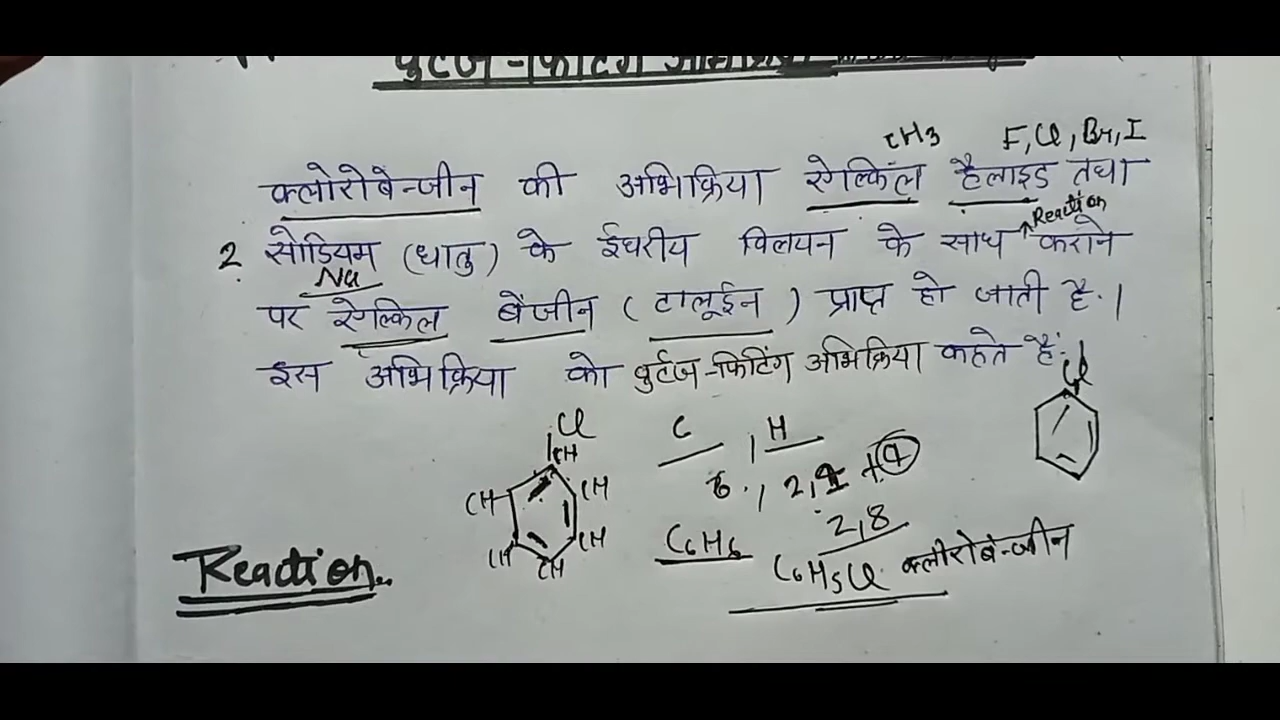 वुर्टज-फिटिंग अभिक्रिया
CH3 F, Cl, Br, I
क्लोरोबेन्जीन की अभिक्रिया ऐल्किल हैलाइड तथा
Reaction
2 सोडियम (धातु) के ईथरीय विलयन के साथ कराने
Na
पर ऐल्किल बेंजीन (टालूईन) प्राप्त हो जाती है।
इस अभिक्रिया को वुर्टज-फिटिंग अभिक्रिया कहते हैं
Cl
Cl C , H
CH
CH CH
6 , 2, +4
CH CH CH
2,8
C6H6
C6H5Cl क्लोरोबेन्जीन
Reaction..